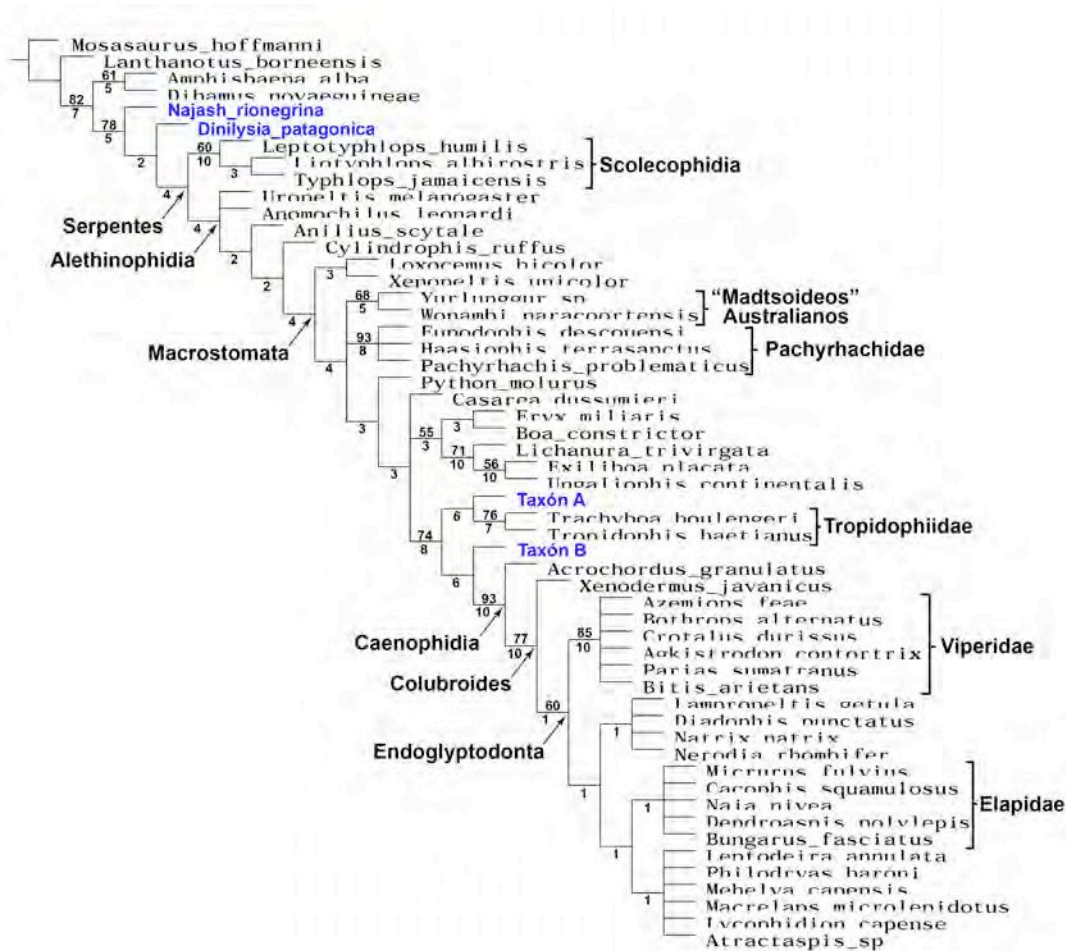 Mosasaurus_hoffmanni
Lanthanotus_borneensis
61
5
Amphisbaena_alba
Dibamus_novaeguineae
82
7
Najash_rionegrina
78
5
Dinilysia_patagonica
2
60
10
Leptotyphlops_humilis
Liotyphlops_albirostris
3
Typhlops_jamaicensis
Scolecophidia
4
Uropeltis_melanogaster
Serpentes
4
Anomochilus_leonardi
Anilius_scytale
Alethinophidia
2
Cylindrophis_ruffus
2
3
Loxocemus_bicolor
Xenopeltis_unicolor
4
68
5
Yurlunggur_sp
Wonambi_naracoortensis
“Madtsoideos”
Australianos
Macrostomata
4
93
8
Eupodophis_descouensi
Haasiophis_terrasanctus
Pachyrhachis_problematicus
Pachyrhachidae
Python_molurus
3
Casarea_dussumieri
3
55
3
3
Eryx_miliaris
Boa_constrictor
71
10
Lichanura_trivirgata
56
10
Exiliboa_placata
Ungaliophis_continentalis
Taxón A
6
76
7
Trachyboa_boulengeri
Tropidophis_haetianus
Tropidophiidae
74
8
Taxón B
6
Acrochordus_granulatus
93
10
Xenodermus_javanicus
Caenophidia
77
10
85
10
Azemiops_feae
Bothrops_alternatus
Crotalus_durissus
Agkistrodon_contortrix
Parias_sumatranus
Bitis_arietans
Viperidae
Colubroides
60
1
Endoglyptodonta
1
Lampropeltis_getula
Diadophis_punctatus
Natrix_natrix
Nerodia_rhombifer
1
1
Micrurus_fulvius
Cacophis_squamulosus
Naja_nivea
Dendroaspis_polylepis
Bungarus_fasciatus
Elapidae
1
1
Leptodeira_annulata
Philodryas_baroni
Mehelya_capensis
Macrelaps_microlepidotus
Lycophidion_capense
Atractaspis_sp